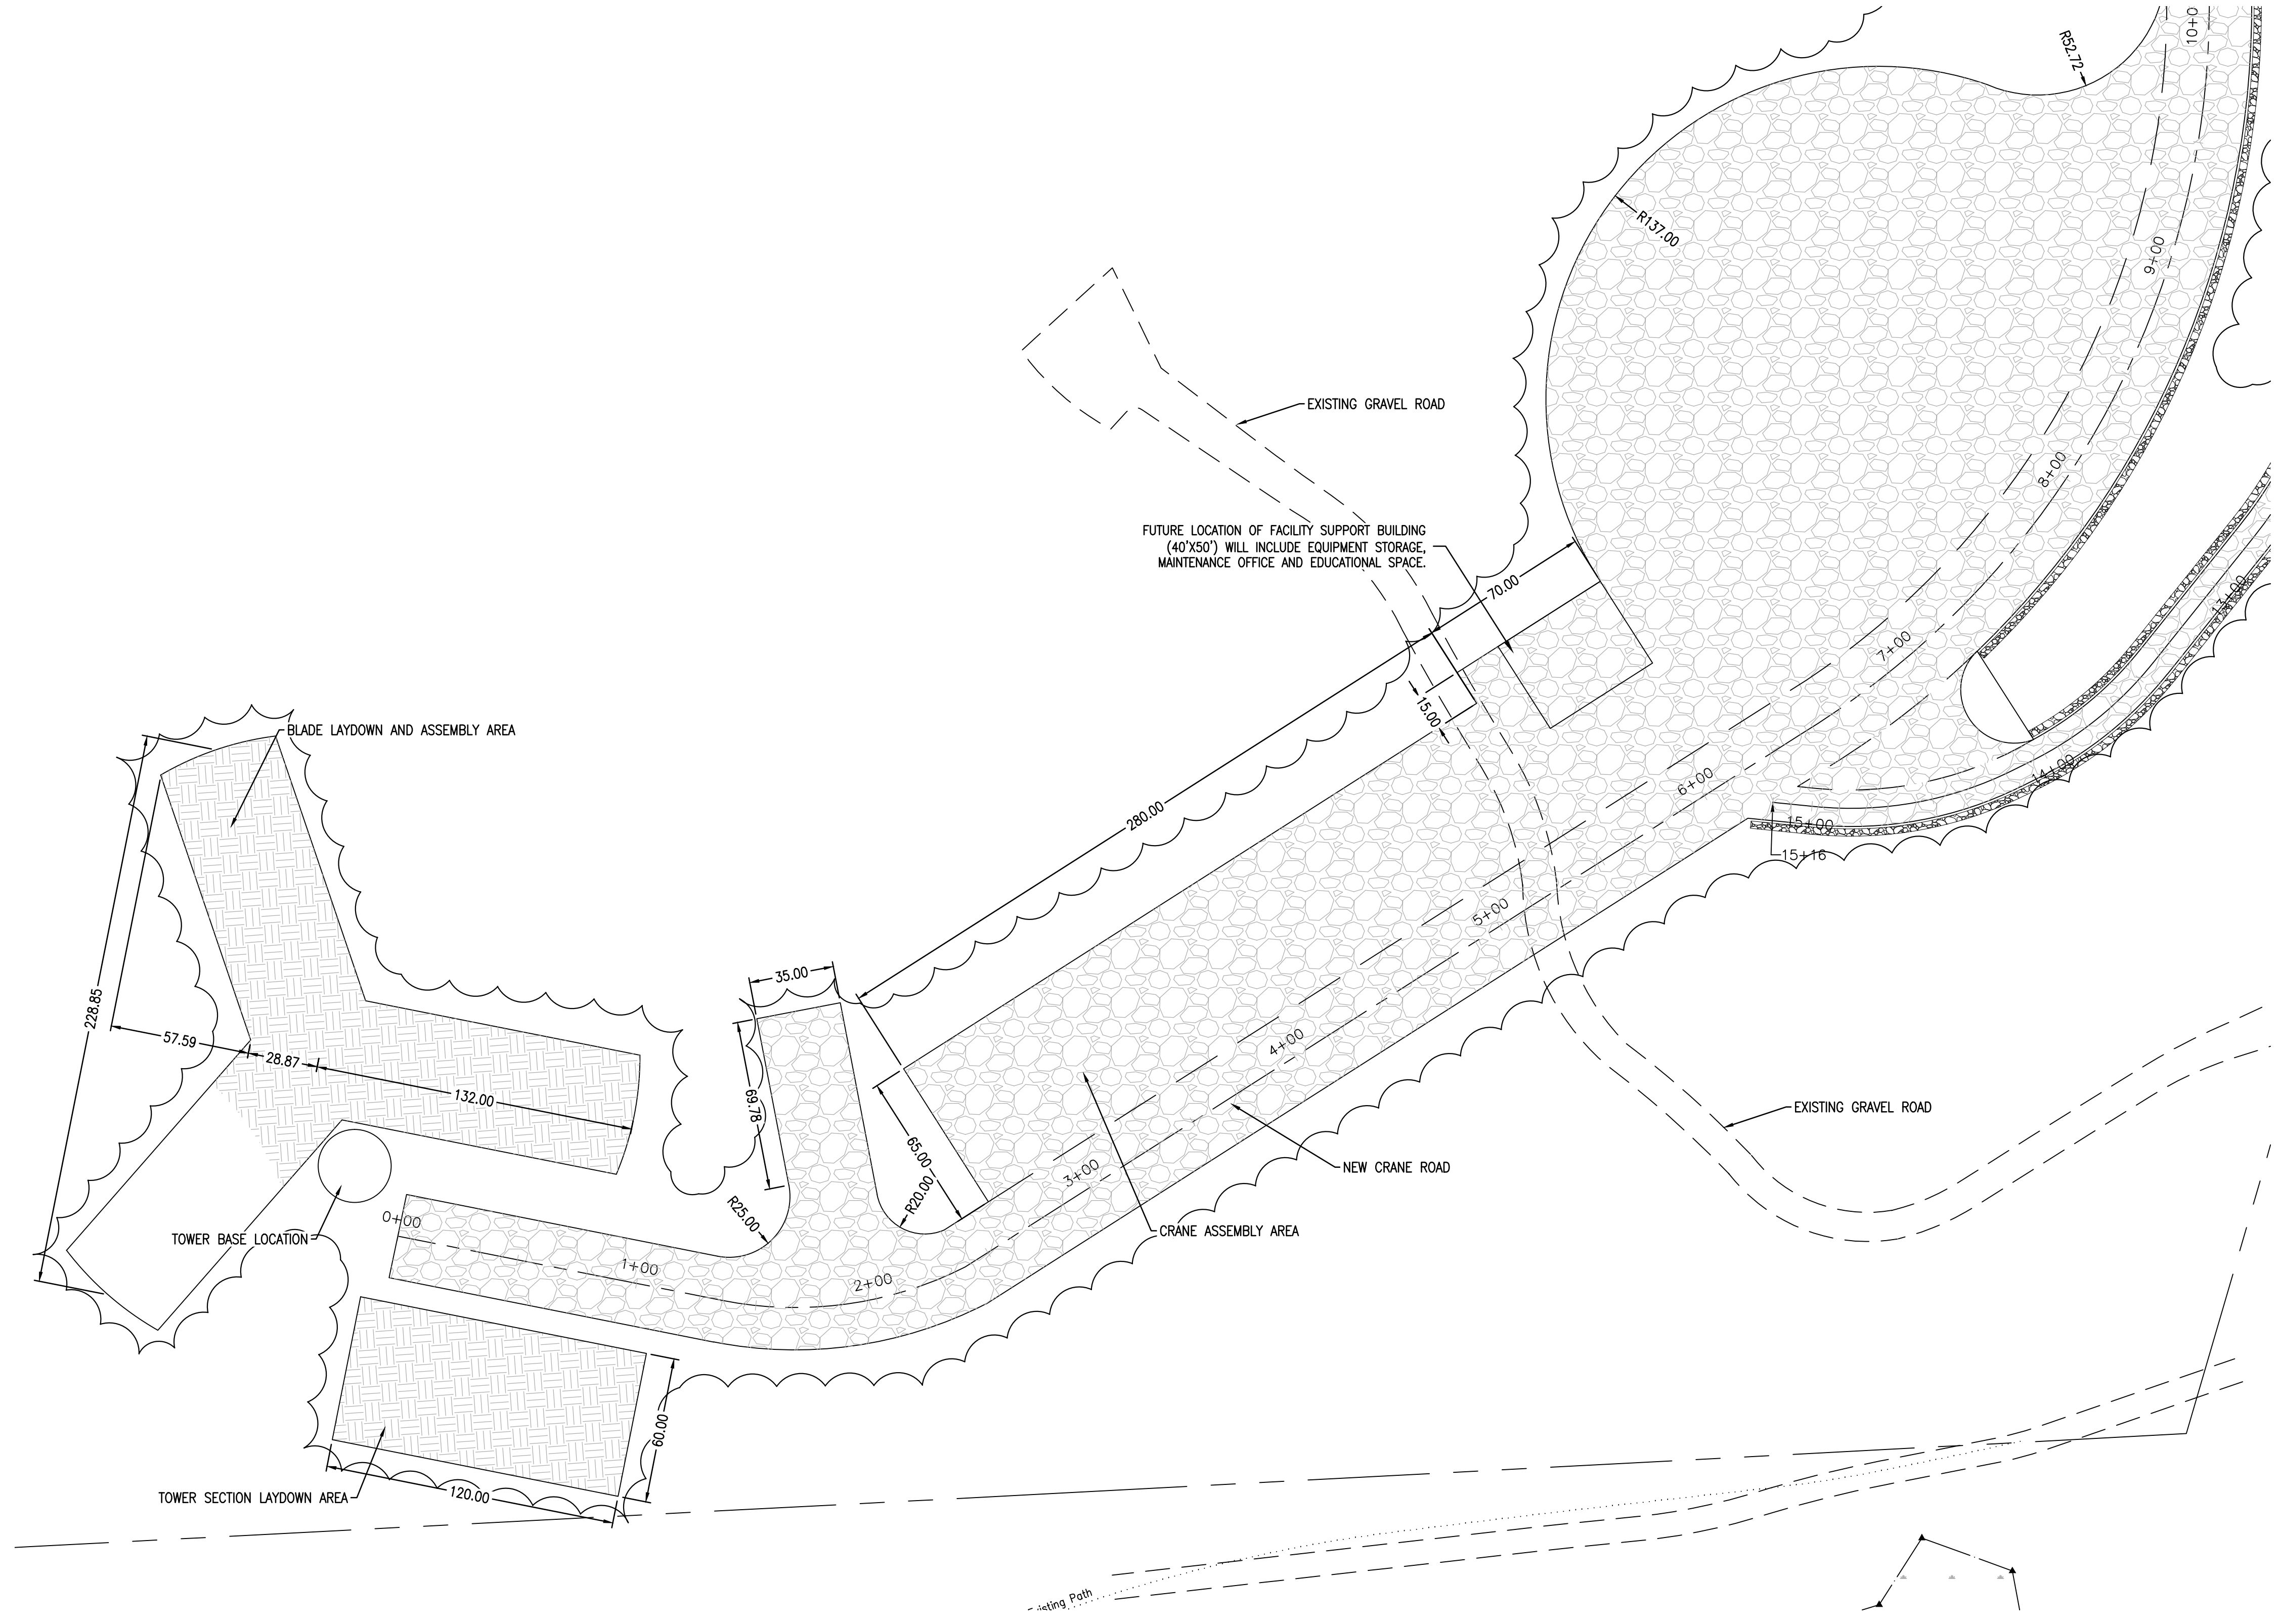 10+0
R52.72
R137.00
9+00
EXISTING GRAVEL ROAD
8+00
FUTURE LOCATION OF FACILITY SUPPORT BUILDING
(40'X50') WILL INCLUDE EQUIPMENT STORAGE,
MAINTENANCE OFFICE AND EDUCATIONAL SPACE.
70.00
13+00
7+00
15.00
BLADE LAYDOWN AND ASSEMBLY AREA
14+00
6+00
280.00
15+00
15+16
5+00
35.00
228.85
57.59
28.87
132.00
4+00
69.78
EXISTING GRAVEL ROAD
65.00
3+00
NEW CRANE ROAD
R20.00
R25.00
0+00
CRANE ASSEMBLY AREA
TOWER BASE LOCATION
1+00
2+00
60.00
120.00
TOWER SECTION LAYDOWN AREA
Path